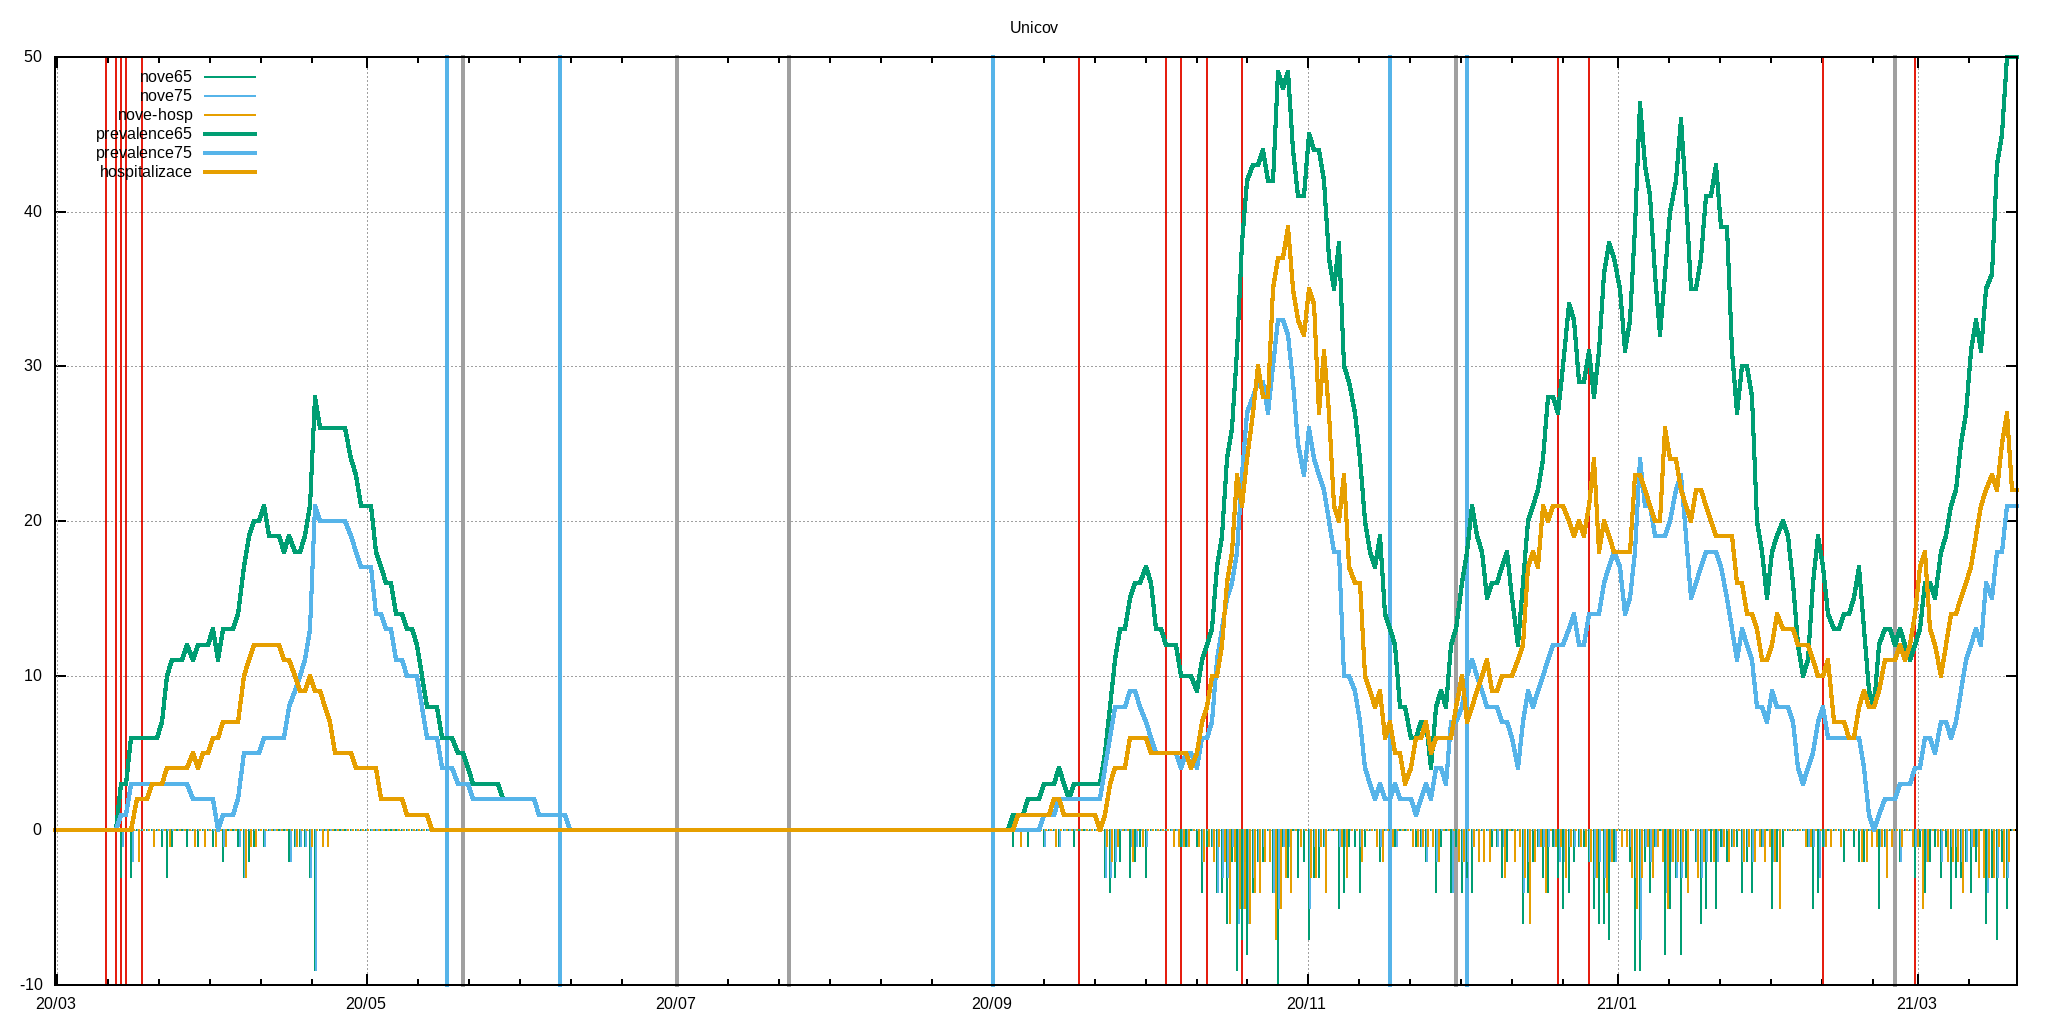 Unicov
50
nove65
nove75
nove-hosp
prevalence65
prevalence75
hospitalizace
40
30
20
10
0
-10
20/03 20/05 20/07 20/09 20/11 21/01 21/03